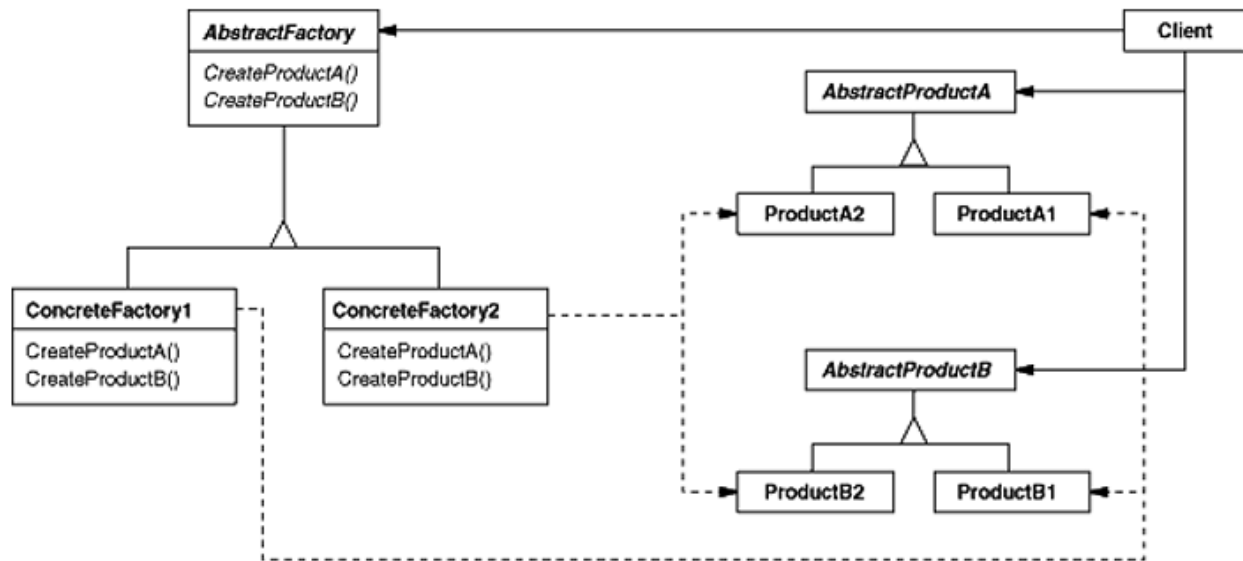 AbstractFactory
CreateProductA()
CreateProductB()
Client
AbstractProductA
ProductA2
ProductA1
ConcreteFactory1
CreateProductA()
CreateProductB()
ConcreteFactory2
CreateProductA()
CreateProductB()
AbstractProductB
ProductB2
ProductB1